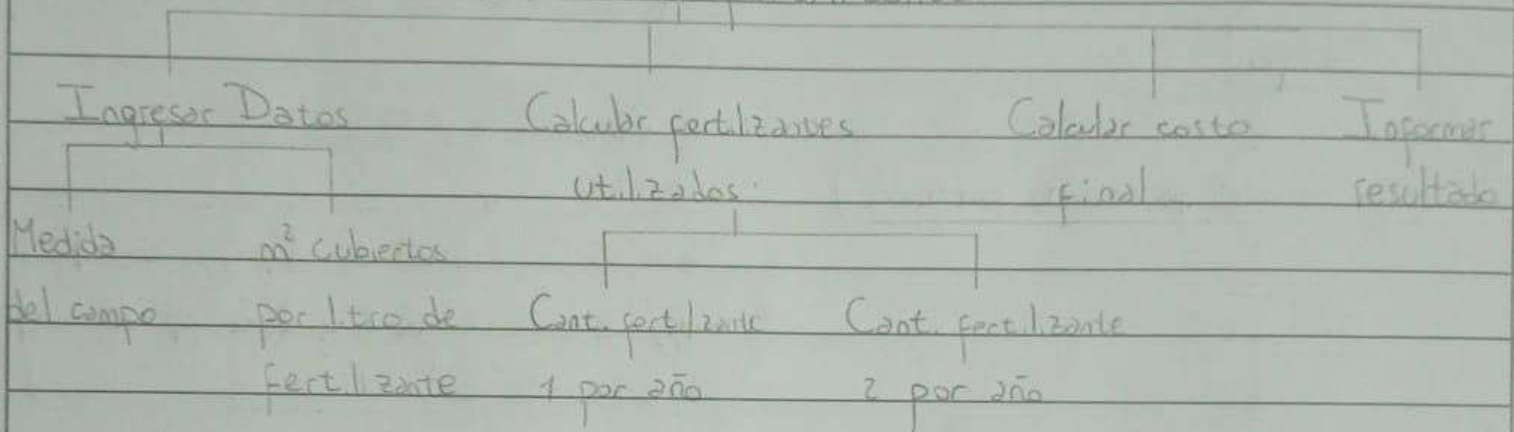 Ingresar Datos Calcular fertilizantes Calcular costo Informar
utilizados final resultado
Medida m² cubiertos
del campo por litro de Cant. fertilizante Cant. fertilizante
fertilizante 1 por año 2 por año